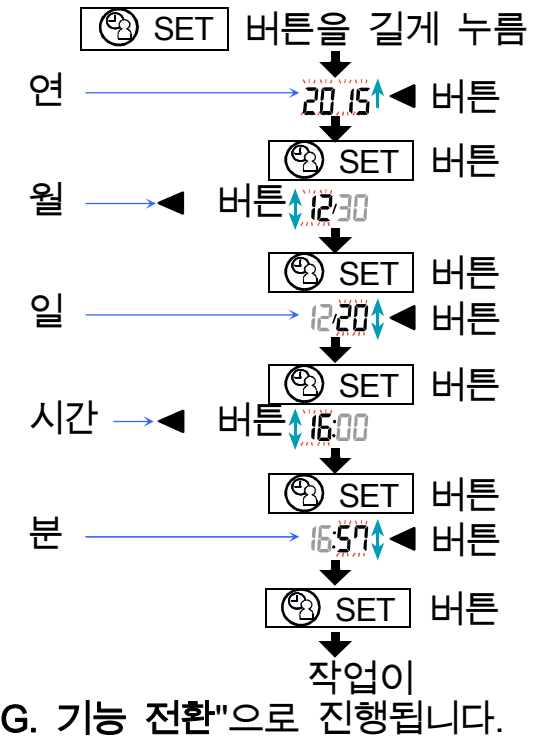 SET 버튼을 길게 누름
연 2015 버튼
SET 버튼
월 버튼 12/30
SET 버튼
일 12/20 버튼
SET 버튼
시간 버튼 16:00
SET 버튼
분 16:57 버튼
SET 버튼
작업이
G. 기능 전환"으로 진행됩니다.